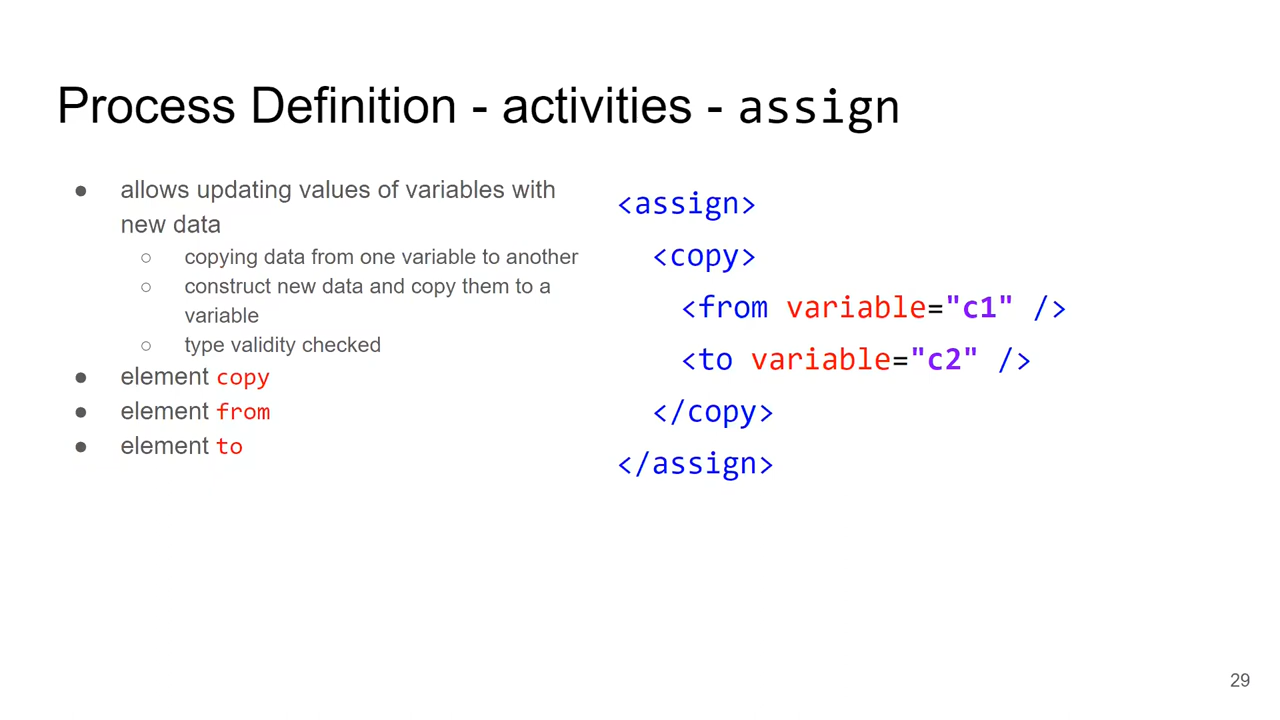 Process Definition - activities - assign
● allows updating values of variables with
new data
○ copying data from one variable to another
○ construct new data and copy them to a
variable
○ type validity checked
● element copy
● element from
● element to
<assign>
<copy>
<from variable="c1" />
<to variable="c2" />
</copy>
</assign>
29